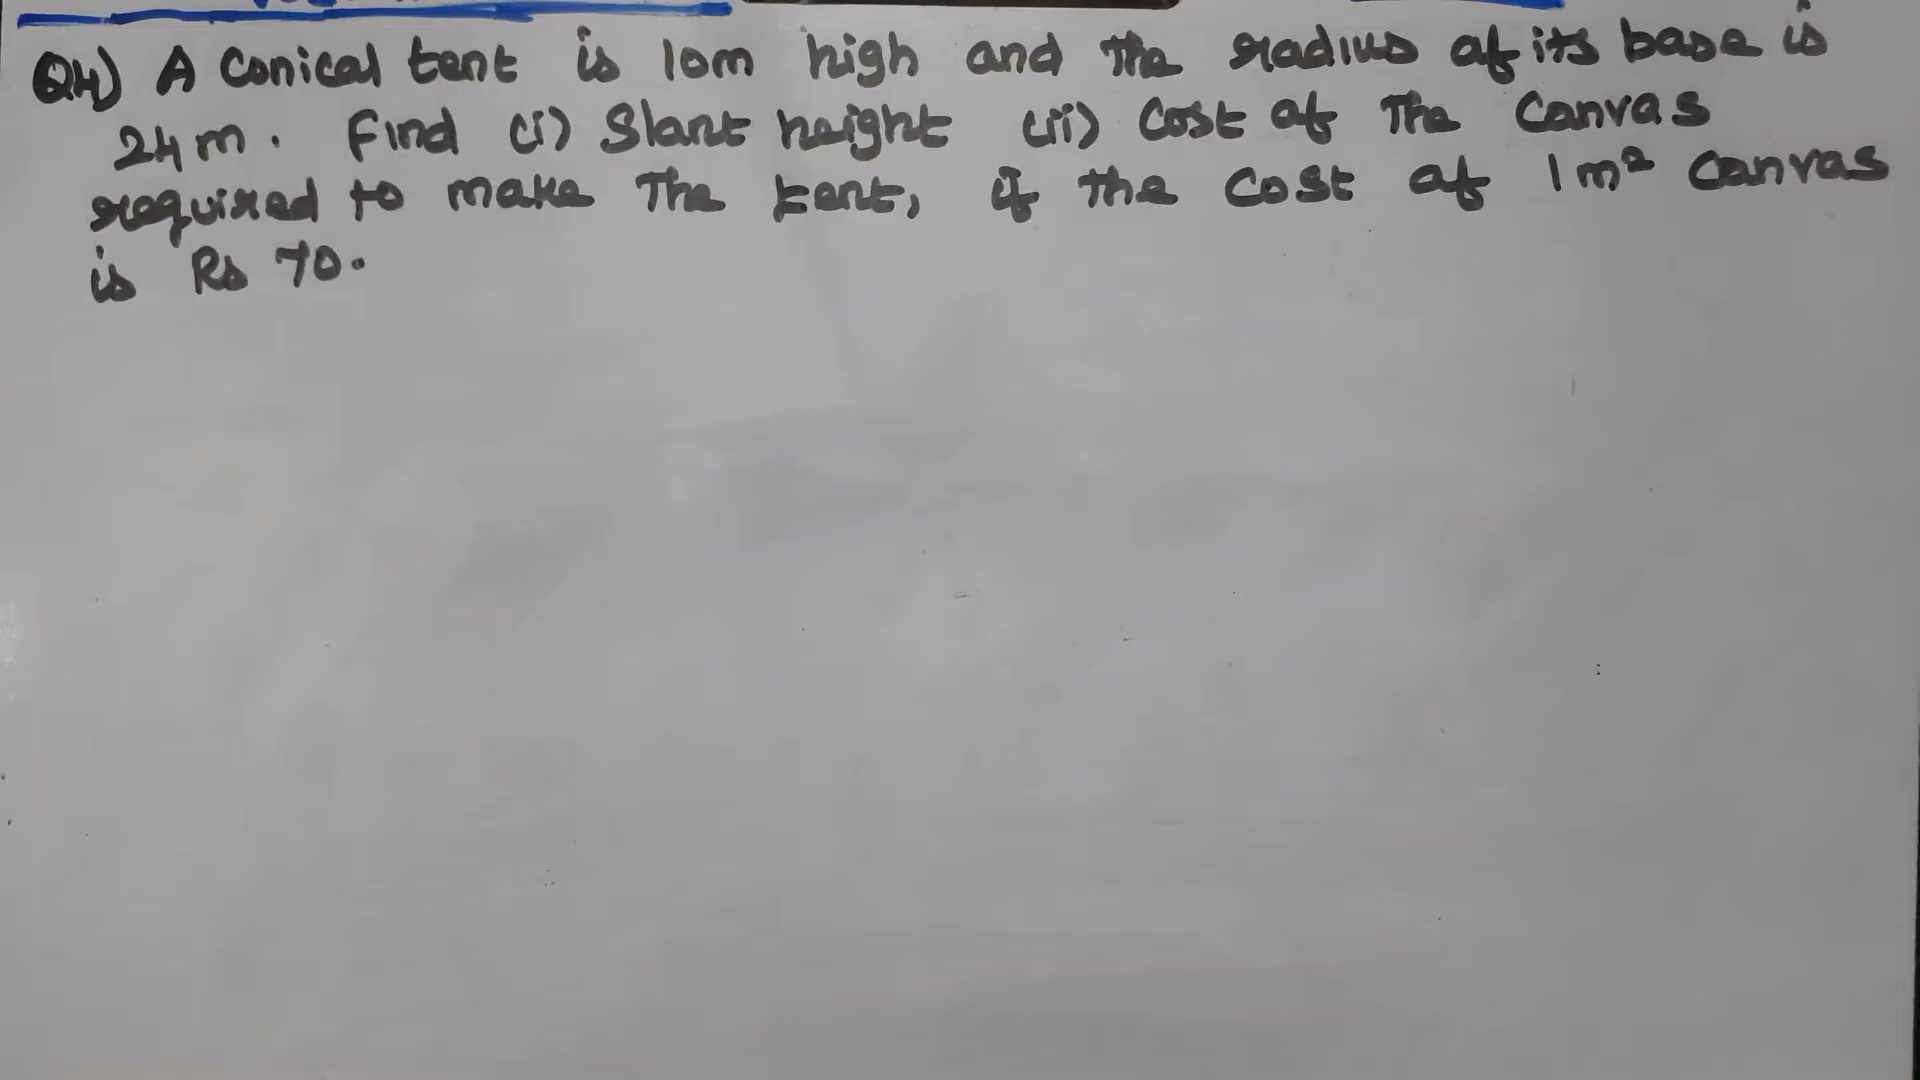 Q4) A Conical tent is 10m high and the radius of its base is
24m. Find (i) Slant height (ii) Cost of the Canvas
required to make the tent, if the cost of 1m² canvas
is Rs 70.